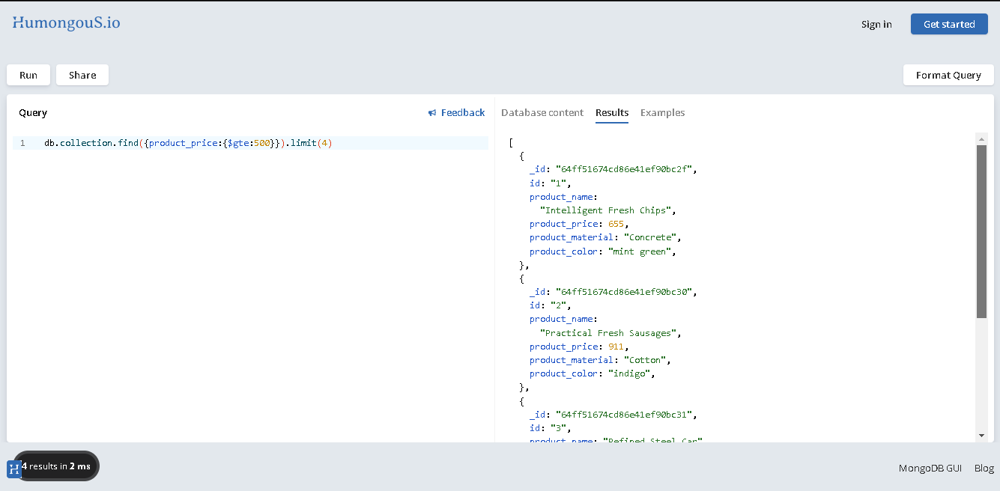 HumongouS.io
Sign in
Get started
Run
Share
Format Query
Query
Feedback
Database content
Results
Examples
1 db.collection.find({product_price:{$gte:500}}).limit(4)
[
{
_id: "64ff51674cd86e41ef90bc2f",
id: "1",
product_name:
"Intelligent Fresh Chips",
product_price: 655,
product_material: "Concrete",
product_color: "mint green",
},
{
_id: "64ff51674cd86e41ef90bc30",
id: "2",
product_name:
"Practical Fresh Sausages",
product_price: 911,
product_material: "Cotton",
product_color: "indigo",
},
{
_id: "64ff51674cd86e41ef90bc31",
id: "3",
product_name: "Refined Steel Car"
H 4 results in 2 ms
MongoDB GUI
Blog